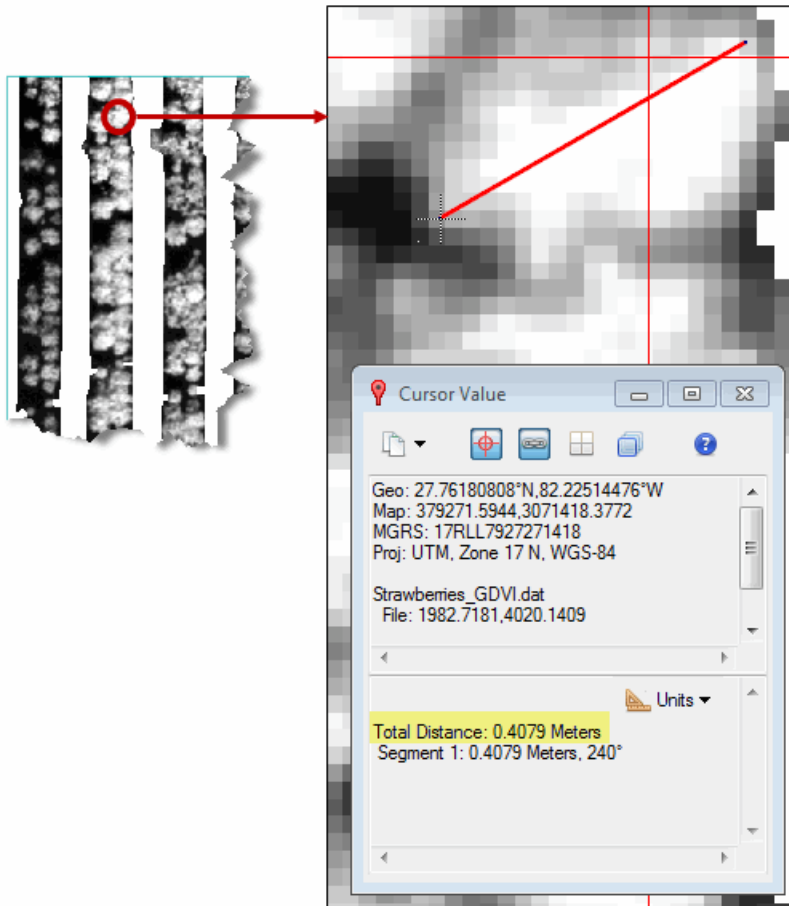 Cursor Value
Geo: 27.76180808°N,82.22514476°W
Map: 379271.5944,3071418.3772
MGRS: 17RLL7927271418
Proj: UTM, Zone 17 N, WGS-84
Strawberries_GDVI.dat
File: 1982.7181,4020.1409
Units
Total Distance: 0.4079 Meters
Segment 1: 0.4079 Meters, 240°